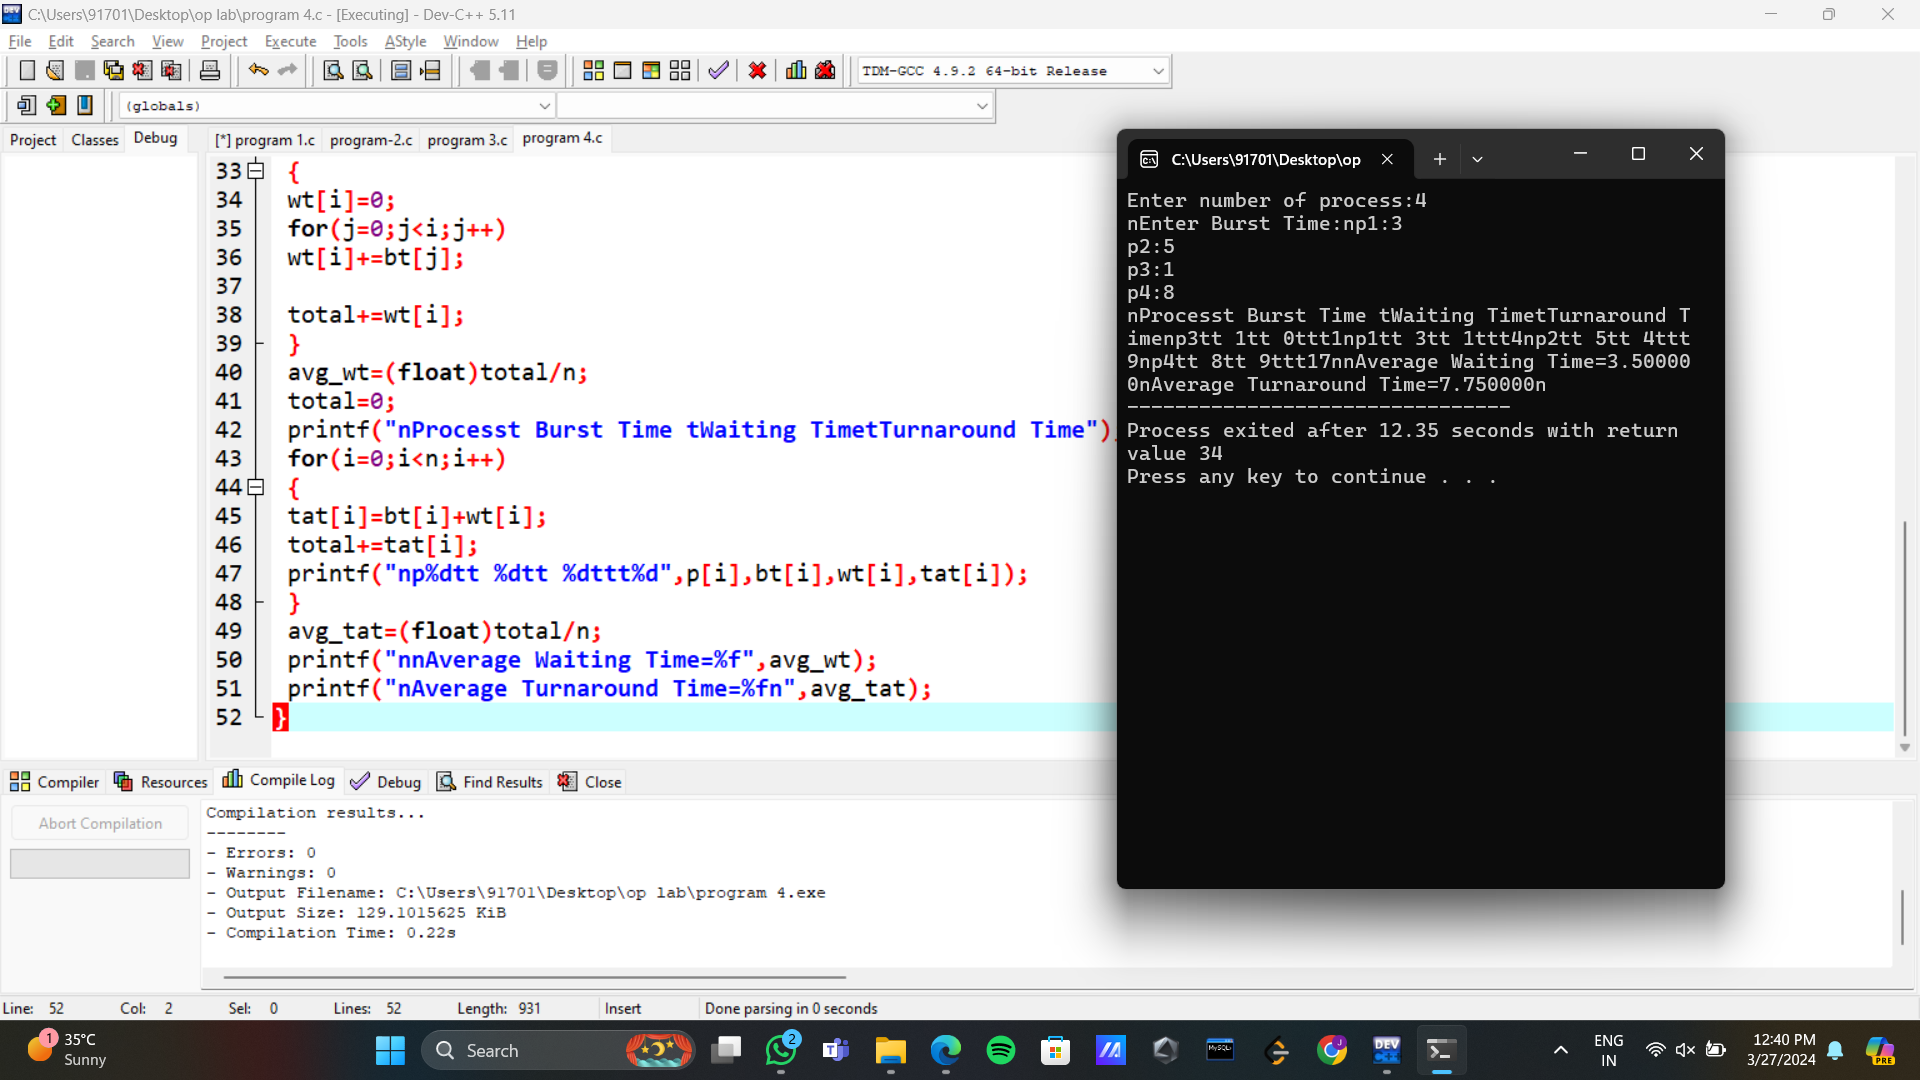 C:\Users\91701\Desktop\op lab\program 4.c - [Executing] - Dev-C++ 5.11
File Edit Search View Project Execute Tools AStyle Window Help
TDM-GCC 4.9.2 64-bit Release
(globals)
Project Classes Debug
[*] program 1.c program-2.c program 3.c program 4.c
33 {
34 wt[i]=0;
35 for(j=0;j<i;j++)
36 wt[i]+=bt[j];
37
38 total+=wt[i];
39 }
40 avg_wt=(float)total/n;
41 total=0;
42 printf("nProcesst Burst Time tWaiting TimetTurnaround Time")
43 for(i=0;i<n;i++)
44 {
45 tat[i]=bt[i]+wt[i];
46 total+=tat[i];
47 printf("np%dtt %dtt %dttt%d",p[i],bt[i],wt[i],tat[i]);
48 }
49 avg_tat=(float)total/n;
50 printf("nnAverage Waiting Time=%f",avg_wt);
51 printf("nAverage Turnaround Time=%fn",avg_tat);
52 }
C:\Users\91701\Desktop\op
Enter number of process:4
nEnter Burst Time:np1:3
p2:5
p3:1
p4:8
nProcesst Burst Time tWaiting TimetTurnaround T
imenp3tt 1tt 0ttt1np1tt 3tt 1ttt4np2tt 5tt 4ttt
9np4tt 8tt 9ttt17nnAverage Waiting Time=3.50000
0nAverage Turnaround Time=7.750000n
--------------------------------
Process exited after 12.35 seconds with return
value 34
Press any key to continue . . .
Compiler Resources Compile Log Debug Find Results Close
Abort Compilation
Compilation results...
--------
- Errors: 0
- Warnings: 0
- Output Filename: C:\Users\91701\Desktop\op lab\program 4.exe
- Output Size: 129.1015625 KiB
- Compilation Time: 0.22s
Line: 52 Col: 2 Sel: 0 Lines: 52 Length: 931 Insert Done parsing in 0 seconds
1
35°C
Sunny
Search
2
MySQL
J
DEV
C++
ENG
IN
12:40 PM
3/27/2024
PRE